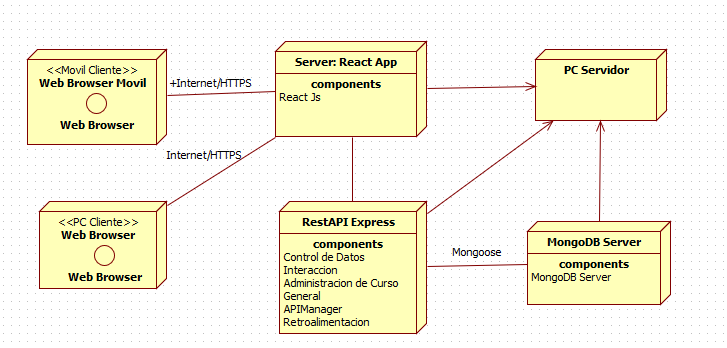 <<Movil Cliente>>
Web Browser Movil
Web Browser
+Internet/HTTPS
Server: React App
components
React Js
PC Servidor
Internet/HTTPS
<<PC Cliente>>
Web Browser
Web Browser
RestAPI Express
components
Control de Datos
Interaccion
Administracion de Curso
General
APIManager
Retroalimentacion
Mongoose
MongoDB Server
components
MongoDB Server